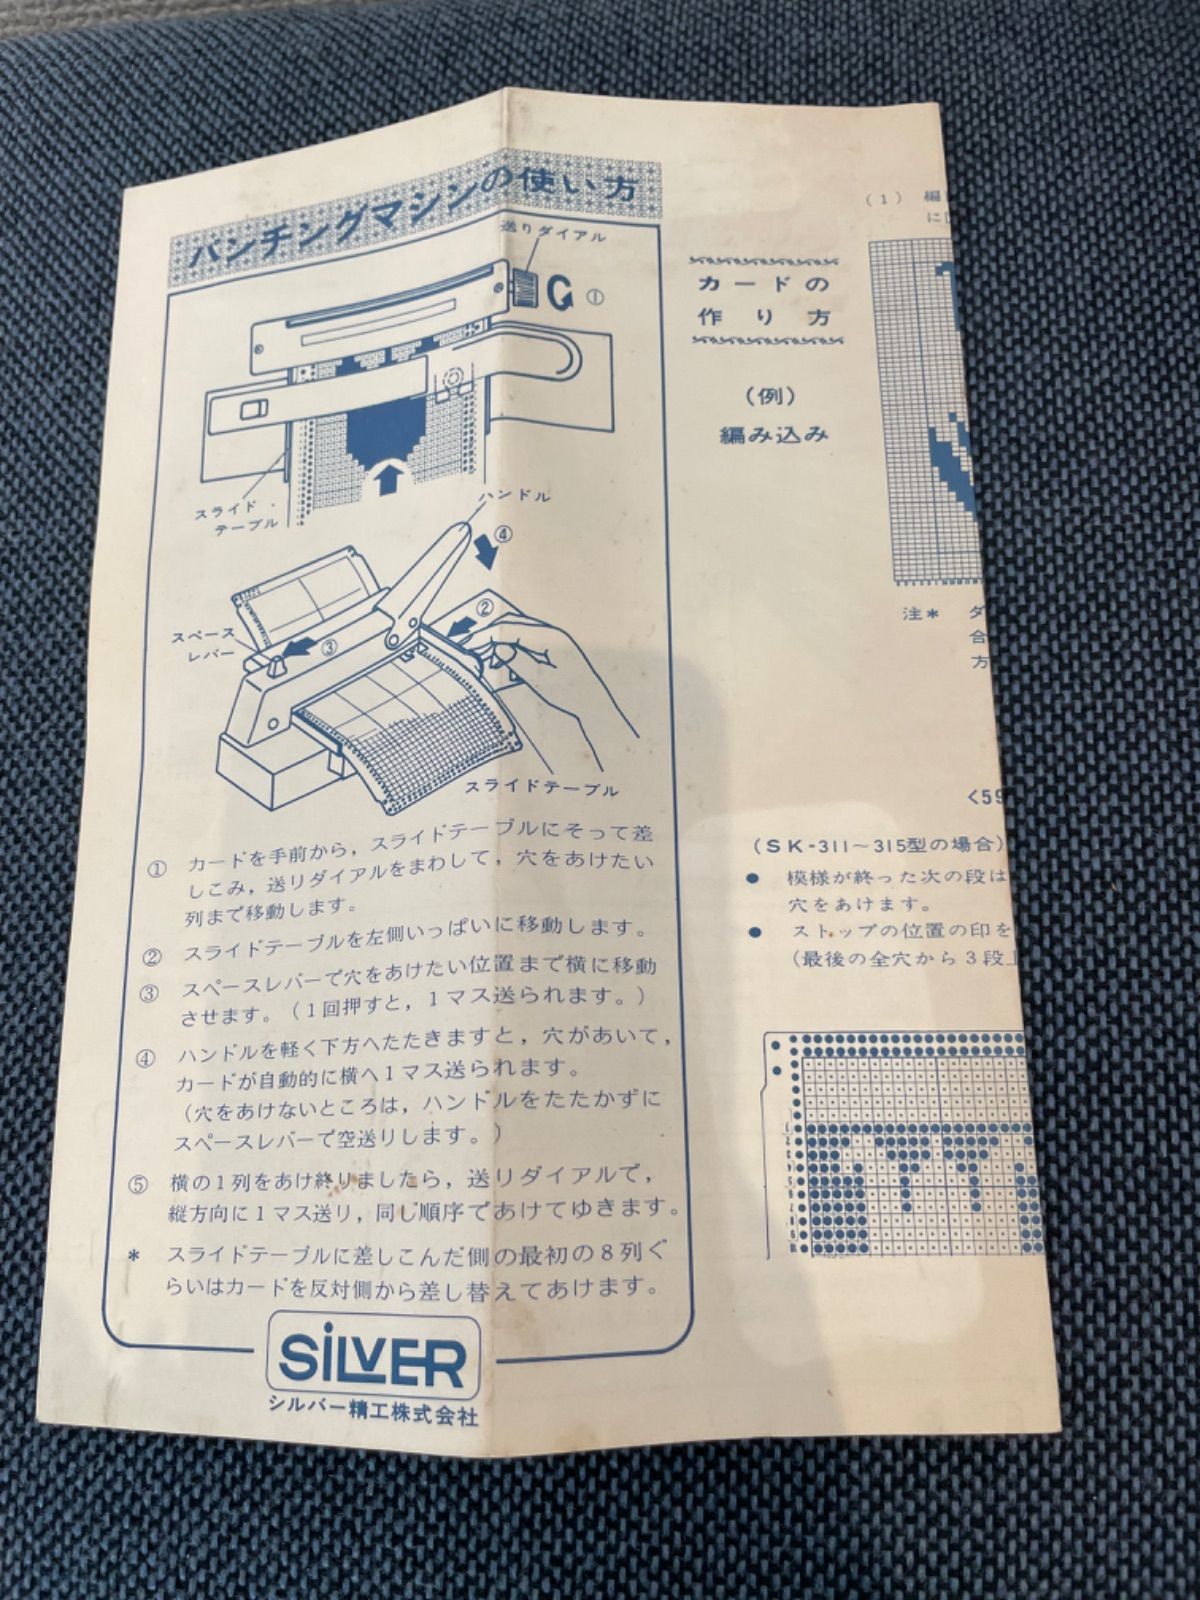 パンチングマシンの使い方
送りダイアル
①
スライド・
テーブル
ハンドル
④
②
スペース
レバー
③
スライドテーブル
① カードを手前から，スライドテーブルにそって差
しこみ，送りダイアルをまわして，穴をあけたい
列まで移動します。
② スライドテーブルを左側いっぱいに移動します。
③ スペースレバーで穴をあけたい位置まで横に移動
させます。（１回押すと，１マス送られます。）
④ ハンドルを軽く下方へたたきますと，穴があいて，
カードが自動的に横へ１マス送られます。
（穴をあけないところは，ハンドルをたたかずに
スペースレバーで空送りします。）
⑤ 横の１列をあけ終りましたら，送りダイアルで，
縦方向に１マス送り，同じ順序であけてゆきます。
* スライドテーブルに差しこんだ側の最初の８列ぐ
らいはカードを反対側から差し替えてあけます。
SiLVER
シルバー精工株式会社
カードの
作り方
（例）
編み込み
（１） 編
に
注* ダ
合
方
<59
（ＳＫ-311～315型の場合）
● 模様が終った次の段は
穴をあけます。
● ストップの位置の印を
（最後の全穴から３段上